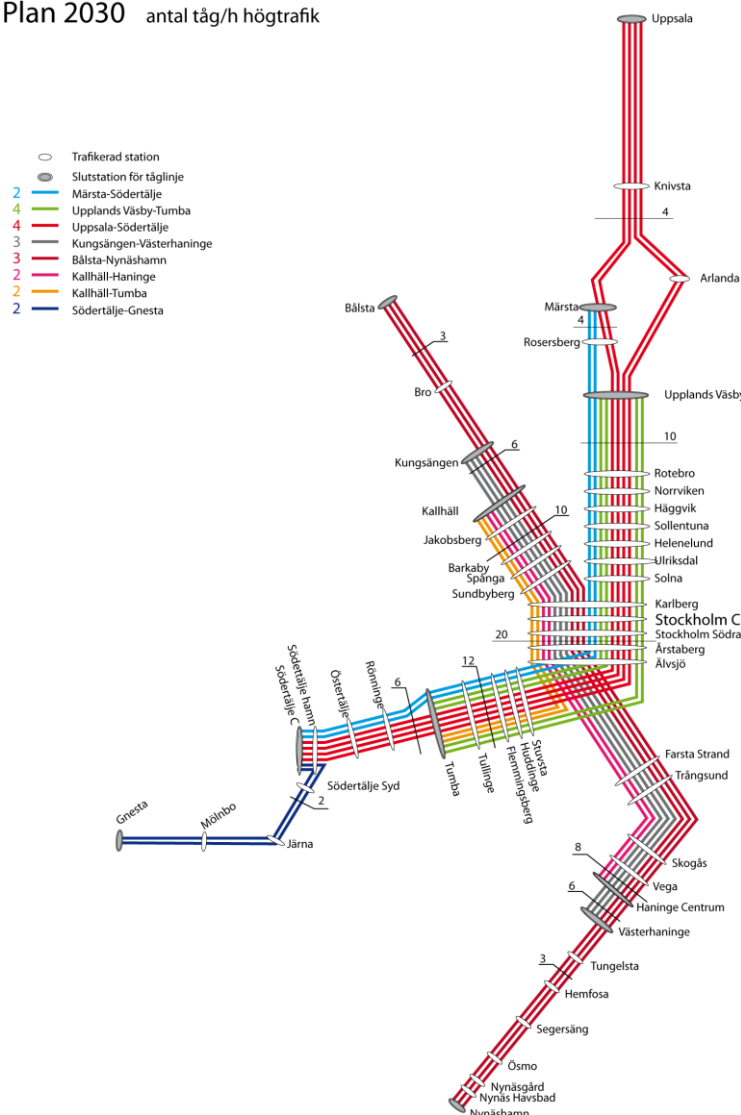 Plan 2030 antal tåg/h högtrafik
Trafikerad station
Slutstation för tåglinje
2 Märsta-Södertälje
4 Upplands Väsby-Tumba
4 Uppsala-Södertälje
3 Kungsängen-Västerhaninge
3 Bålsta-Nynäshamn
2 Kallhäll-Haninge
2 Kallhäll-Tumba
2 Södertälje-Gnesta
Uppsala
Knivsta
4
Arlanda
Märsta
4
Rosersberg
Upplands Väsby
10
Rotebro
Norrviken
Häggvik
Sollentuna
Helenelund
Ulriksdal
Solna
Karlberg
Stockholm C
Stockholm Södra
20
Årstaberg
Älvsjö
Bålsta
3
Bro
6
Kungsängen
Kallhäll
10
Jakobsberg
Barkaby
Spånga
Sundbyberg
Södertälje C
Södettälje hamn
Östertälje
Rönninge
6
12
Tumba
Tullinge
Flemmingsberg
Huddinge
Stuvsta
Södertälje Syd
2
Järna
Mölnbo
Gnesta
Farsta Strand
Trångsund
Skogås
8
Vega
Haninge Centrum
6
Västerhaninge
3
Tungelsta
Hemfosa
Segersäng
Ösmo
Nynäsgård
Nynäs Havsbad
Nynäshamn